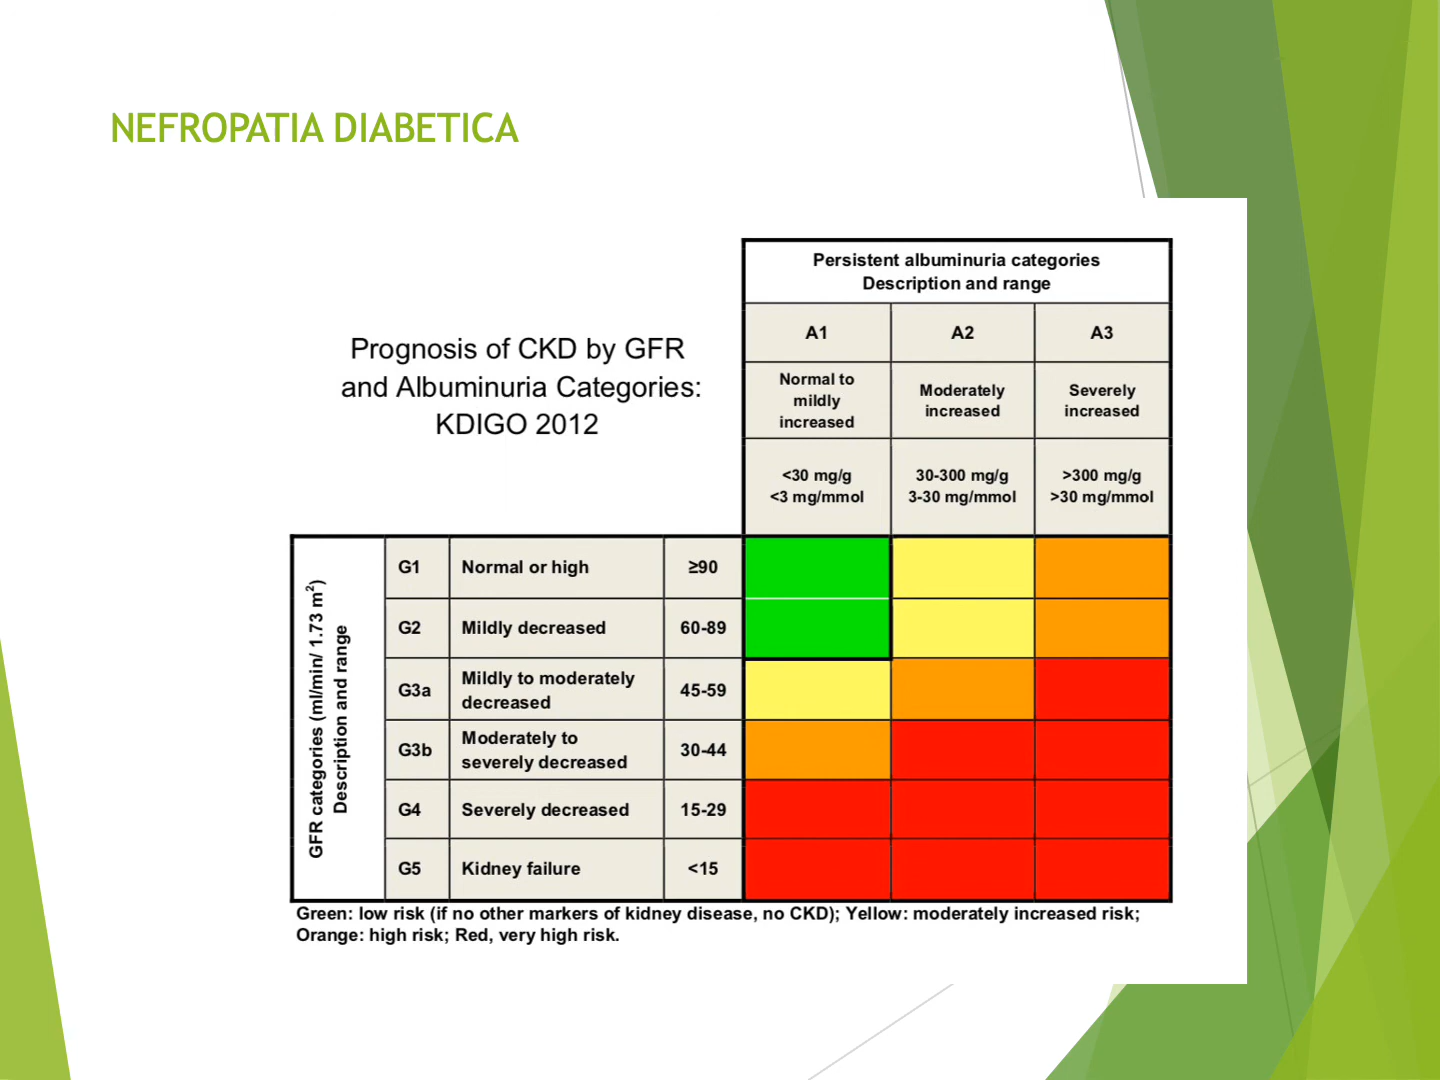 NEFROPATIA DIABETICA
Persistent albuminuria categories
Description and range
Prognosis of CKD by GFR
and Albuminuria Categories:
KDIGO 2012
A1
A2
A3
Normal to
mildly
increased
Moderately
increased
Severely
increased
<30 mg/g
<3 mg/mmol
30-300 mg/g
3-30 mg/mmol
>300 mg/g
>30 mg/mmol
GFR categories (ml/min/ 1.73 m²)
Description and range
G1
Normal or high
≥90
G2
Mildly decreased
60-89
G3a
Mildly to moderately
decreased
45-59
G3b
Moderately to
severely decreased
30-44
G4
Severely decreased
15-29
G5
Kidney failure
<15
Green: low risk (if no other markers of kidney disease, no CKD); Yellow: moderately increased risk;
Orange: high risk; Red, very high risk.